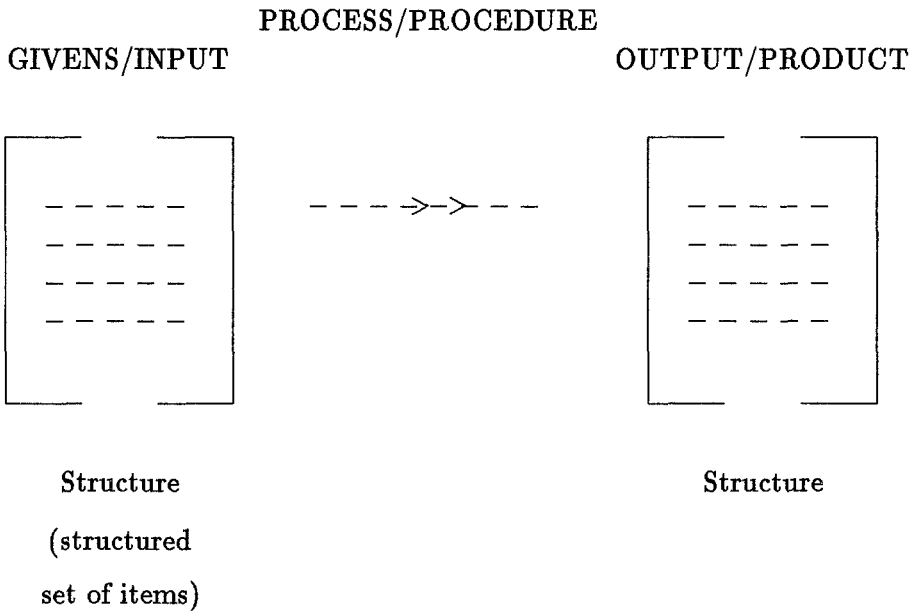 PROCESS/PROCEDURE
GIVENS/INPUT
OUTPUT/PRODUCT
Structure
(structured
set of items)
Structure